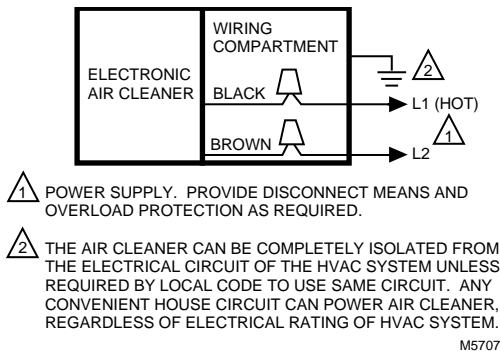 WIRING
COMPARTMENT
ELECTRONIC
AIR CLEANER
2
BLACK
L1 (HOT)
1
BROWN
L2
1 POWER SUPPLY. PROVIDE DISCONNECT MEANS AND
OVERLOAD PROTECTION AS REQUIRED.
2 THE AIR CLEANER CAN BE COMPLETELY ISOLATED FROM
THE ELECTRICAL CIRCUIT OF THE HVAC SYSTEM UNLESS
REQUIRED BY LOCAL CODE TO USE SAME CIRCUIT. ANY
CONVENIENT HOUSE CIRCUIT CAN POWER AIR CLEANER,
REGARDLESS OF ELECTRICAL RATING OF HVAC SYSTEM.
M5707